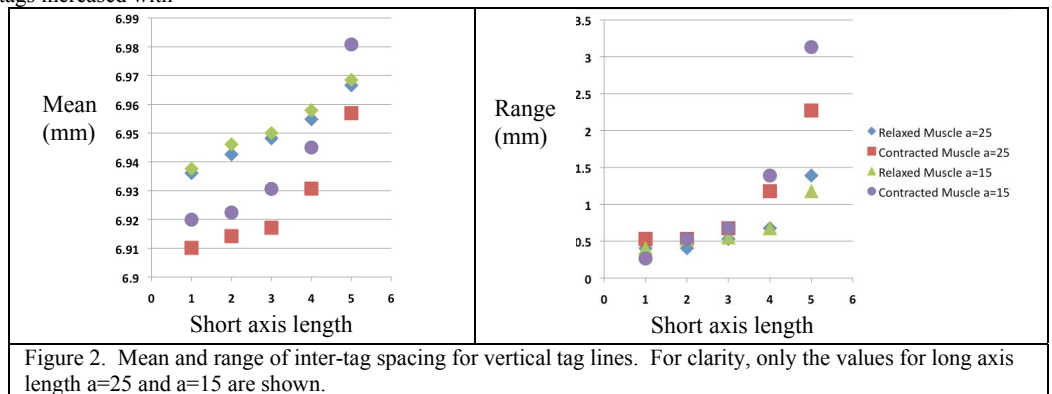 tags increased with
6.99
6.98
6.97
6.96
6.95
6.94
6.93
6.92
6.91
6.9
0 1 2 3 4 5 6
Mean
(mm)
Short axis length
3.5
3
2.5
2
1.5
1
0.5
0
0 1 2 3 4 5 6
Range
(mm)
Short axis length
Relaxed Muscle a=25
Contracted Muscle a=25
Relaxed Muscle a=15
Contracted Muscle a=15
Figure 2. Mean and range of inter-tag spacing for vertical tag lines. For clarity, only the values for long axis
length a=25 and a=15 are shown.